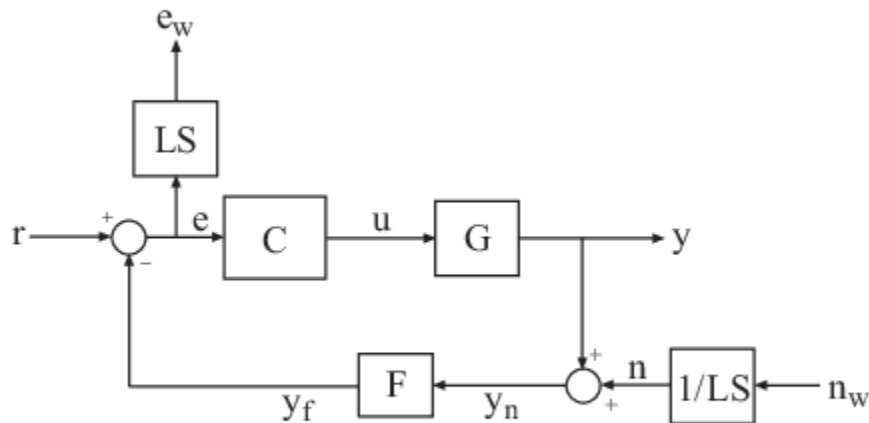 e_w
LS
r
+
−
e
C
u
G
y
y_f
F
y_n
+
+
n
1/LS
n_w